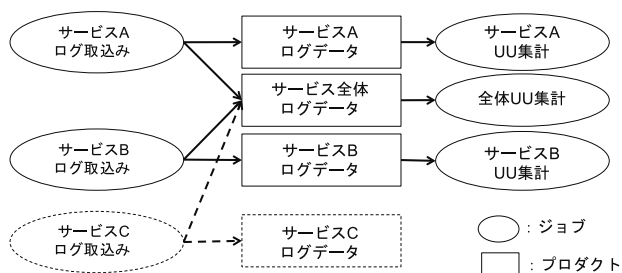 サービスA
ログ取込み
サービスA
ログデータ
サービスA
UU集計
サービス全体
ログデータ
全体UU集計
サービスB
ログ取込み
サービスB
ログデータ
サービスB
UU集計
サービスC
ログ取込み
サービスC
ログデータ
：ジョブ
：プロダクト